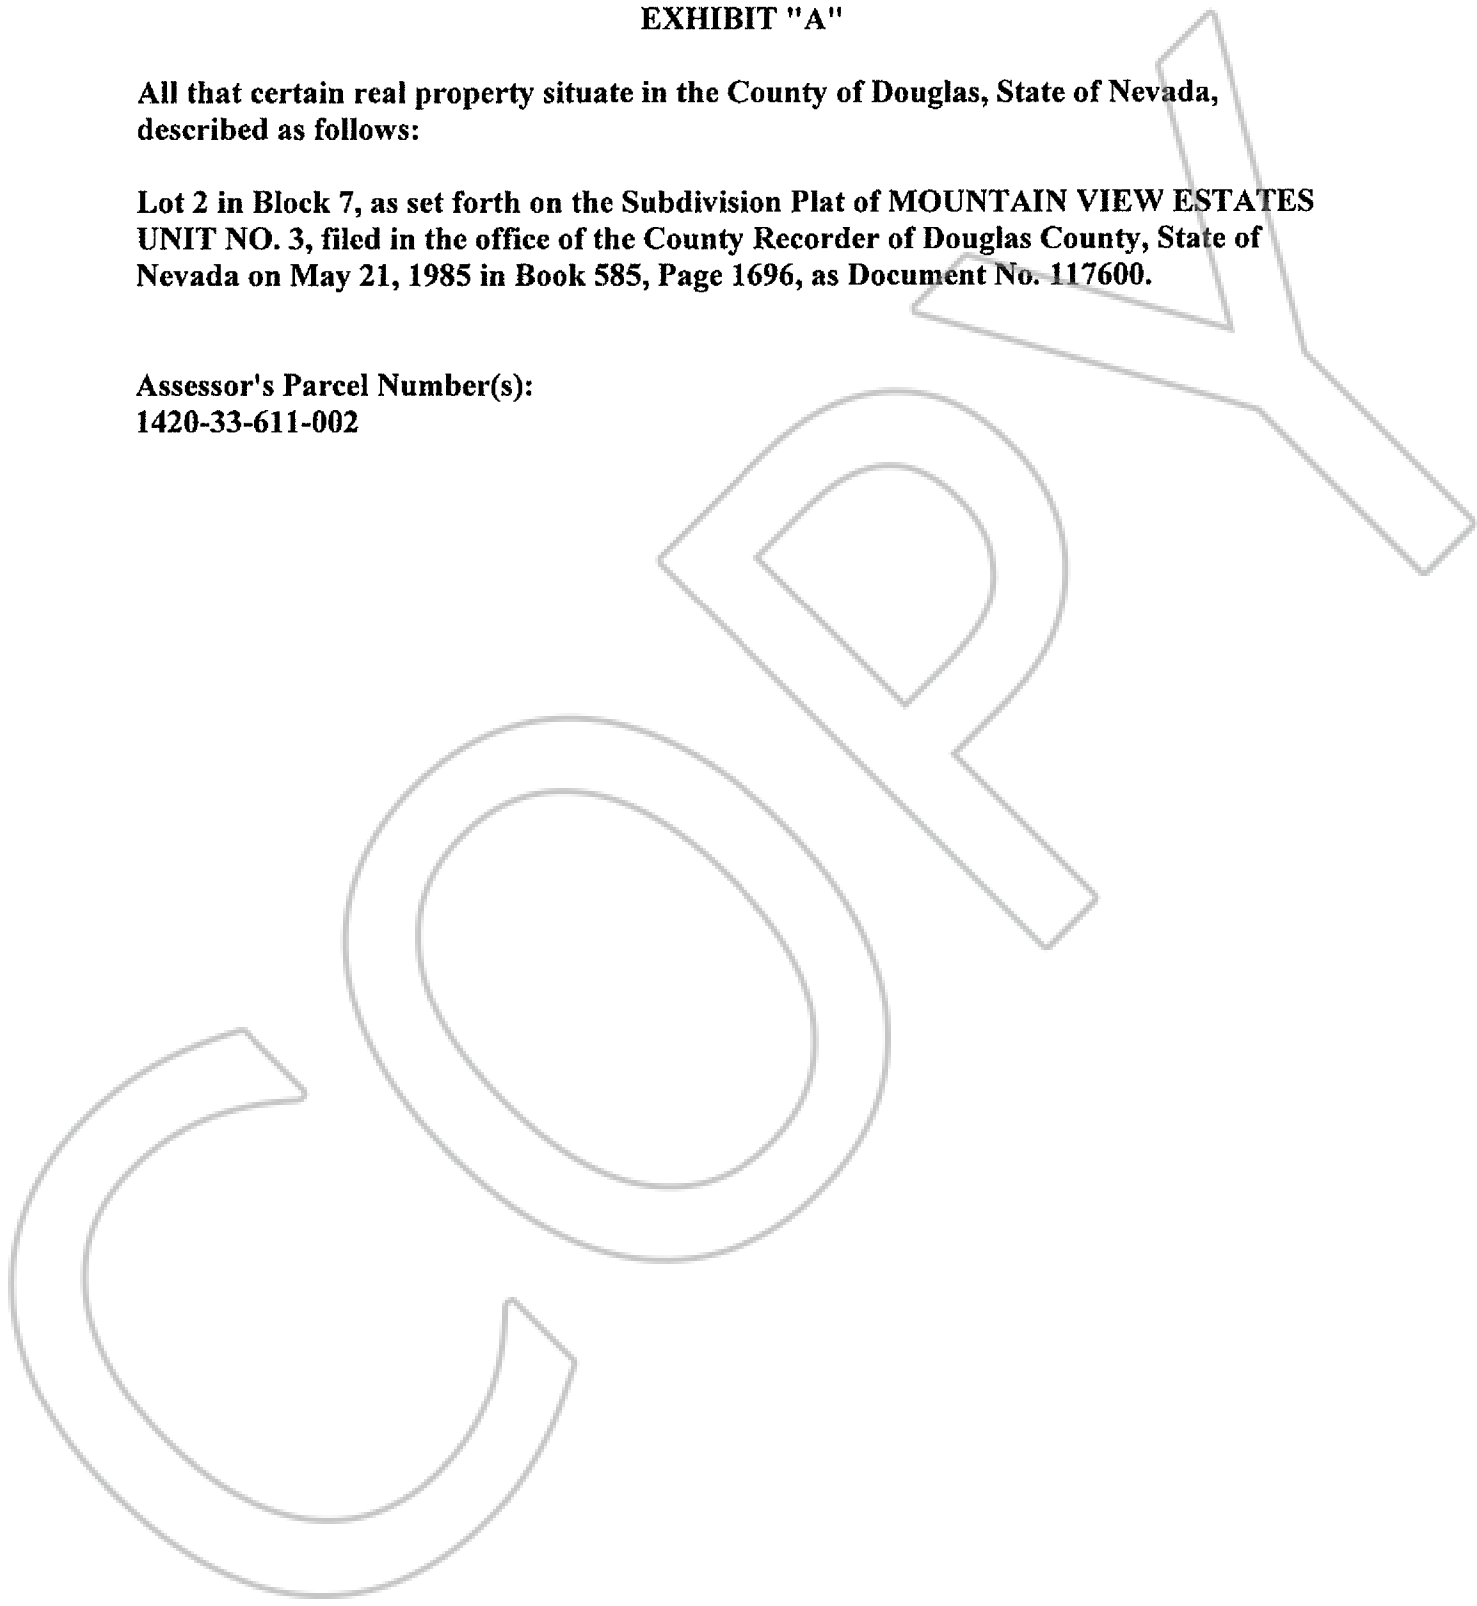 EXHIBIT "A"
All that certain real property situate in the County of Douglas, State of Nevada,
described as follows:
Lot 2 in Block 7, as set forth on the Subdivision Plat of MOUNTAIN VIEW ESTATES
UNIT NO. 3, filed in the office of the County Recorder of Douglas County, State of
Nevada on May 21, 1985 in Book 585, Page 1696, as Document No. 117600.
Assessor's Parcel Number(s):
1420-33-611-002
COPY